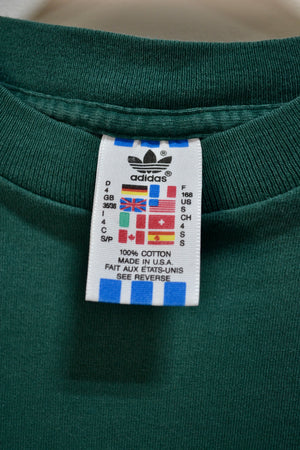 adidas
D 4 F 168
GB 36/38 US S
I 4 CH 4
C S/P E S
100% COTTON
MADE IN U.S.A.
FAIT AUX ÉTATS-UNIS
SEE REVERSE